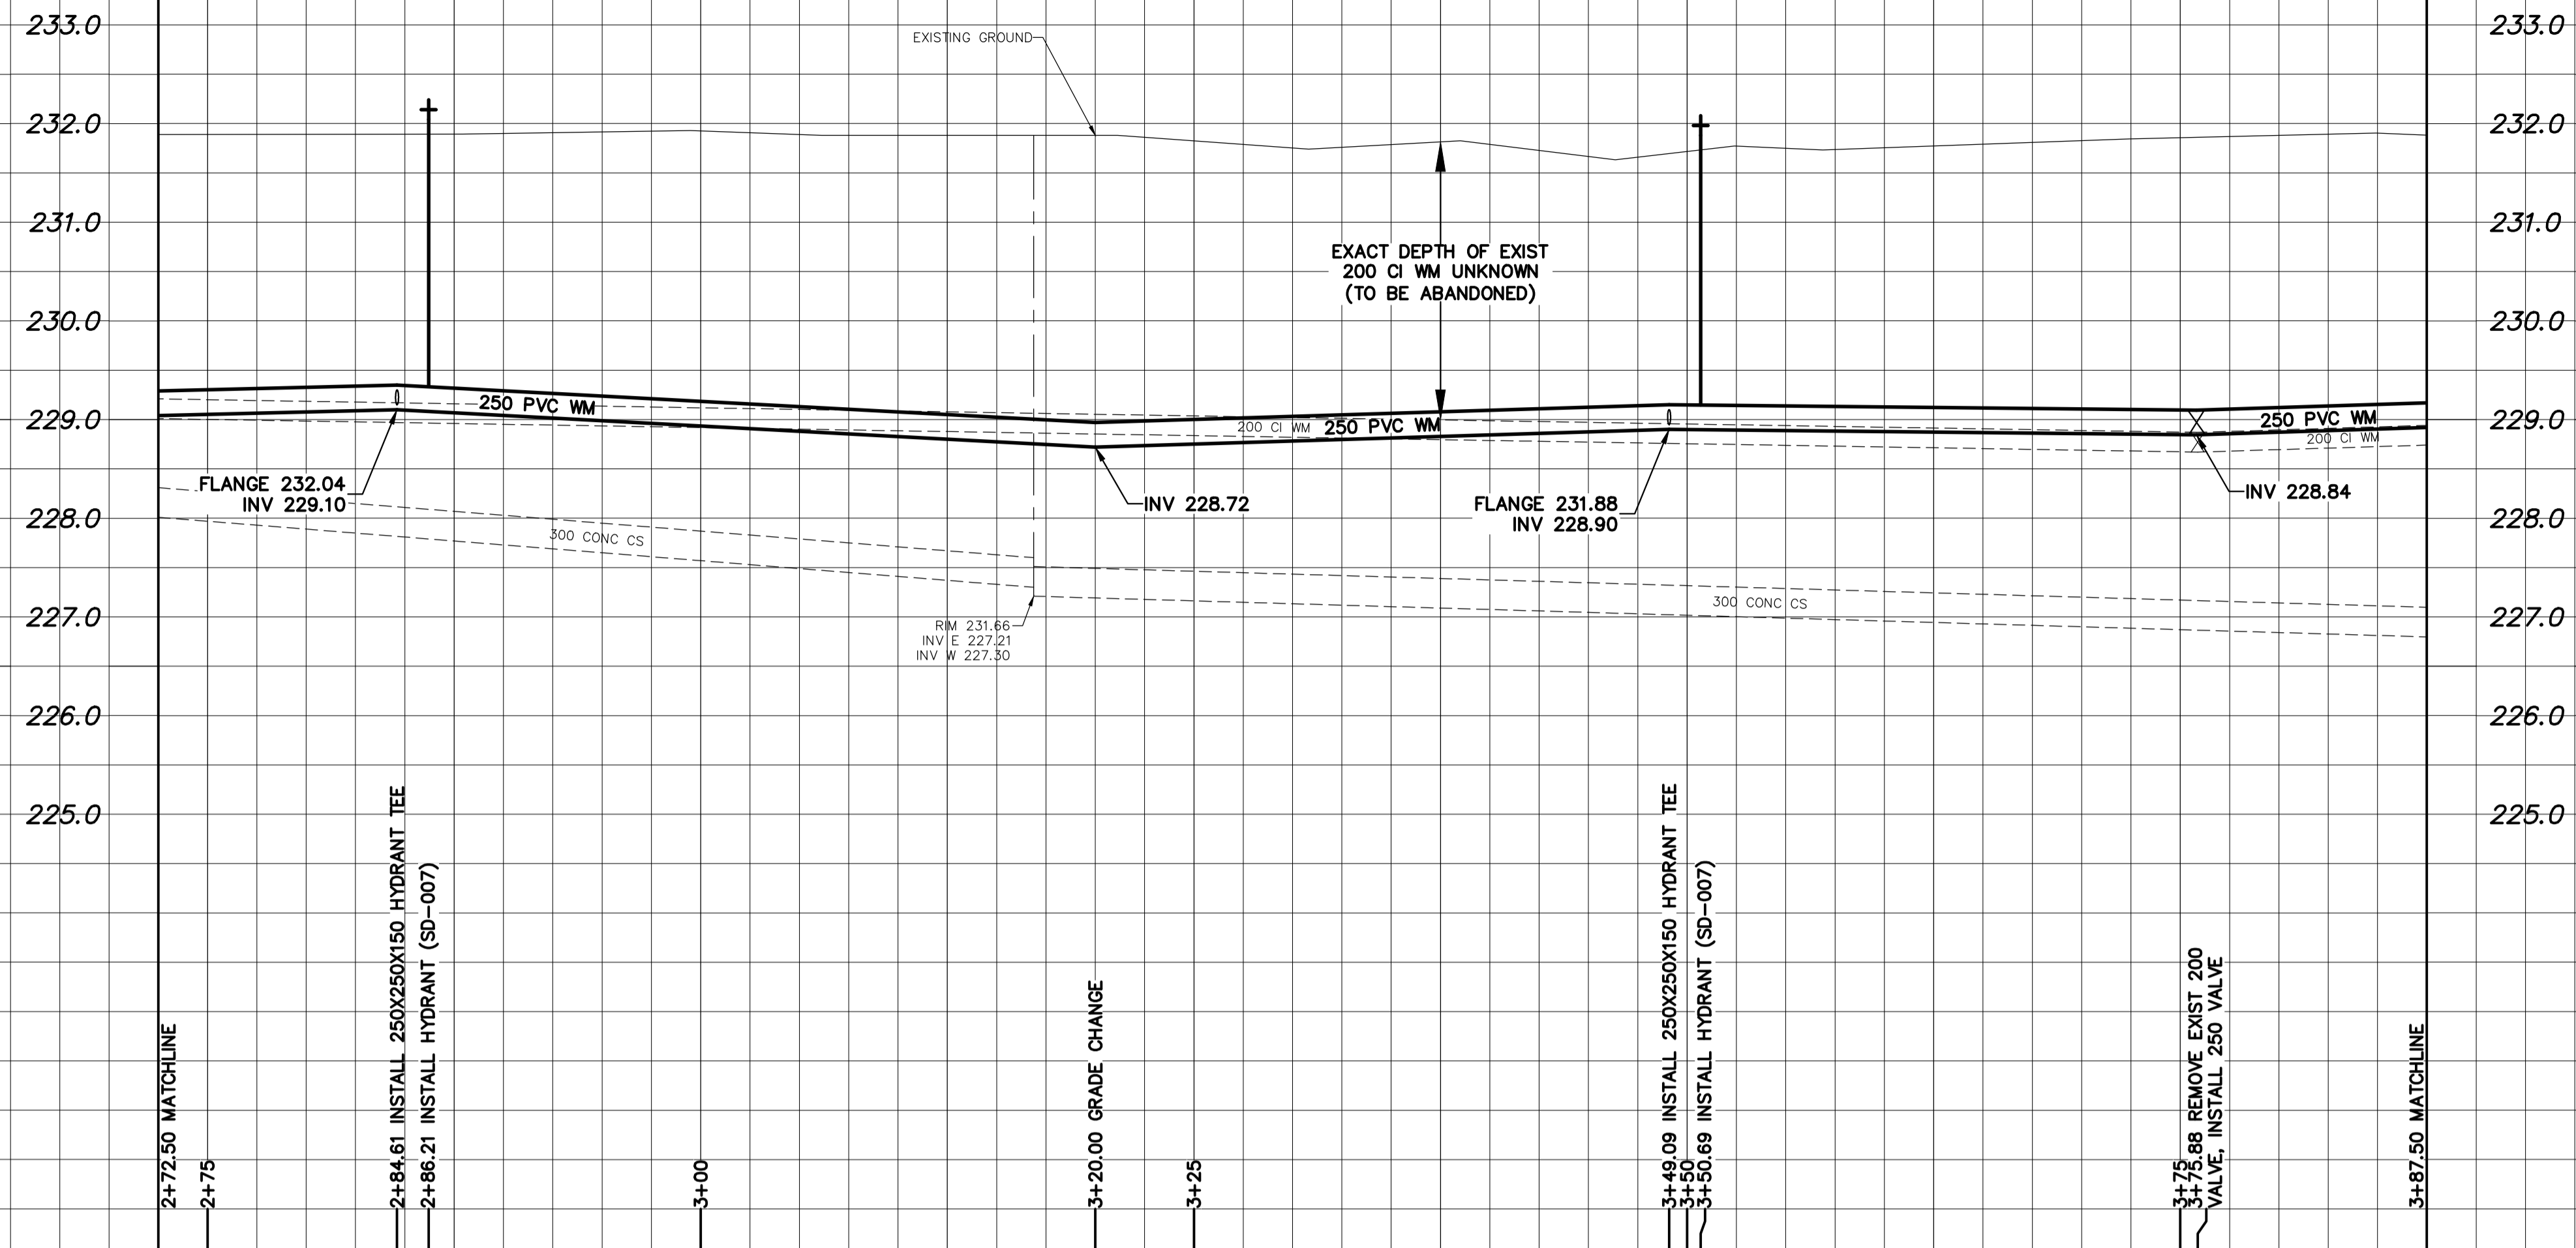 233.0
233.0
EXISTING GROUND
232.0
232.0
231.0
231.0
EXACT DEPTH OF EXIST
200 CI WM UNKNOWN
(TO BE ABANDONED)
230.0
230.0
250 PVC WM
229.0
200 CI WM
250 PVC WM
250 PVC WM
229.0
200 CI WM
FLANGE 232.04
INV 229.10
INV 228.72
FLANGE 231.88
INV 228.90
INV 228.84
228.0
228.0
300 CONC CS
300 CONC CS
227.0
227.0
RIM 231.66
INV E 227.21
INV W 227.30
226.0
226.0
225.0
225.0
2+72.50 MATCHLINE
2+75
2+84.61 INSTALL 250X250X150 HYDRANT TEE
2+86.21 INSTALL HYDRANT (SD-007)
3+00
3+20.00 GRADE CHANGE
3+25
3+49.09 INSTALL 250X250X150 HYDRANT TEE
3+50
3+50.69 INSTALL HYDRANT (SD-007)
3+75
3+75.88 REMOVE EXIST 200
VALVE, INSTALL 250 VALVE
3+87.50 MATCHLINE